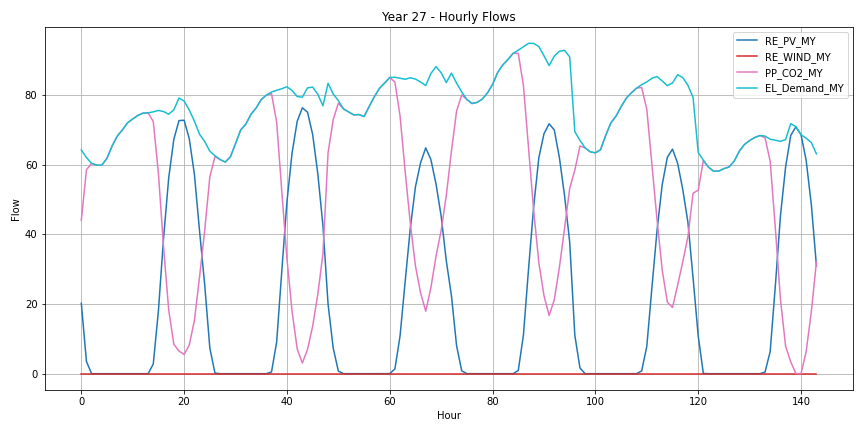 Year 27 - Hourly Flows
RE_PV_MY
RE_WIND_MY
PP_CO2_MY
EL_Demand_MY
Flow
80
60
40
20
0
0 20 40 60 80 100 120 140
Hour